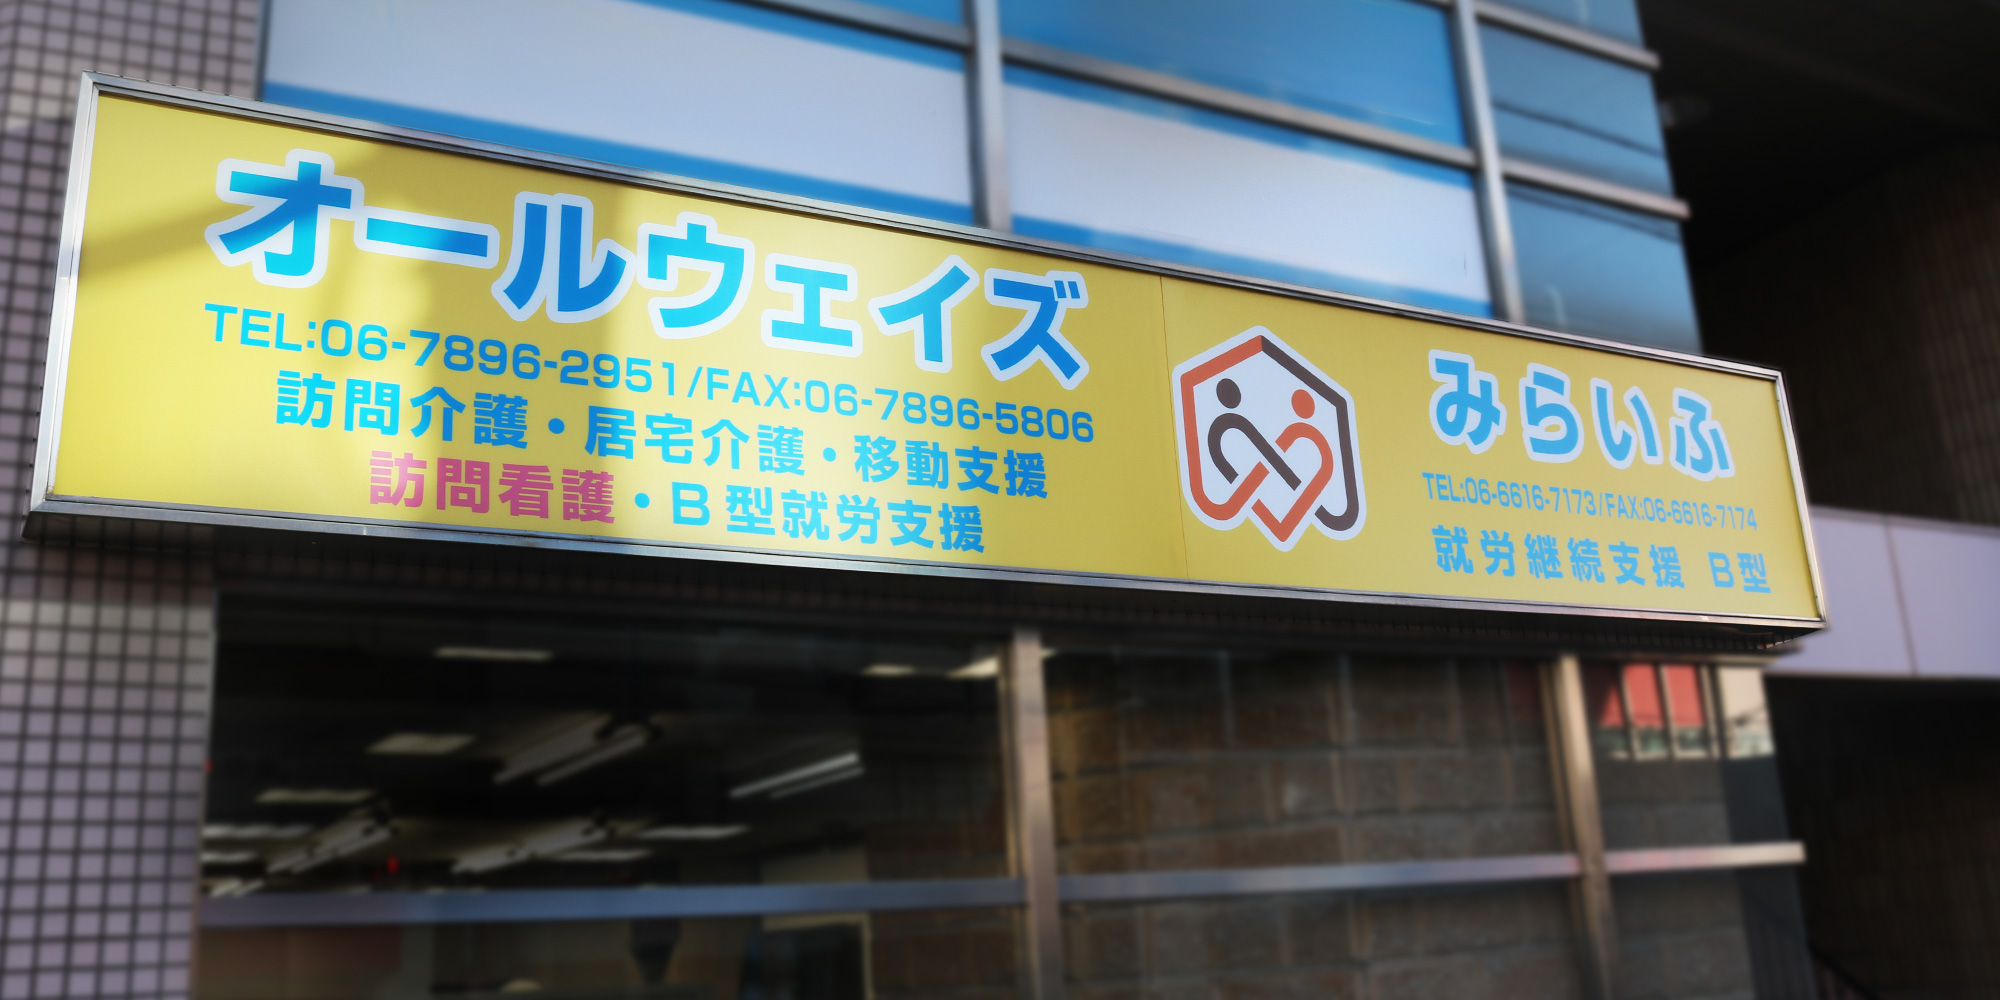 オールウェイズ
TEL:06-7896-2951/FAX:06-7896-5806
訪問介護・居宅介護・移動支援
訪問看護・B型就労支援
みらいふ
TEL:06-6616-7173/FAX:06-6616-7174
就労継続支援 B型